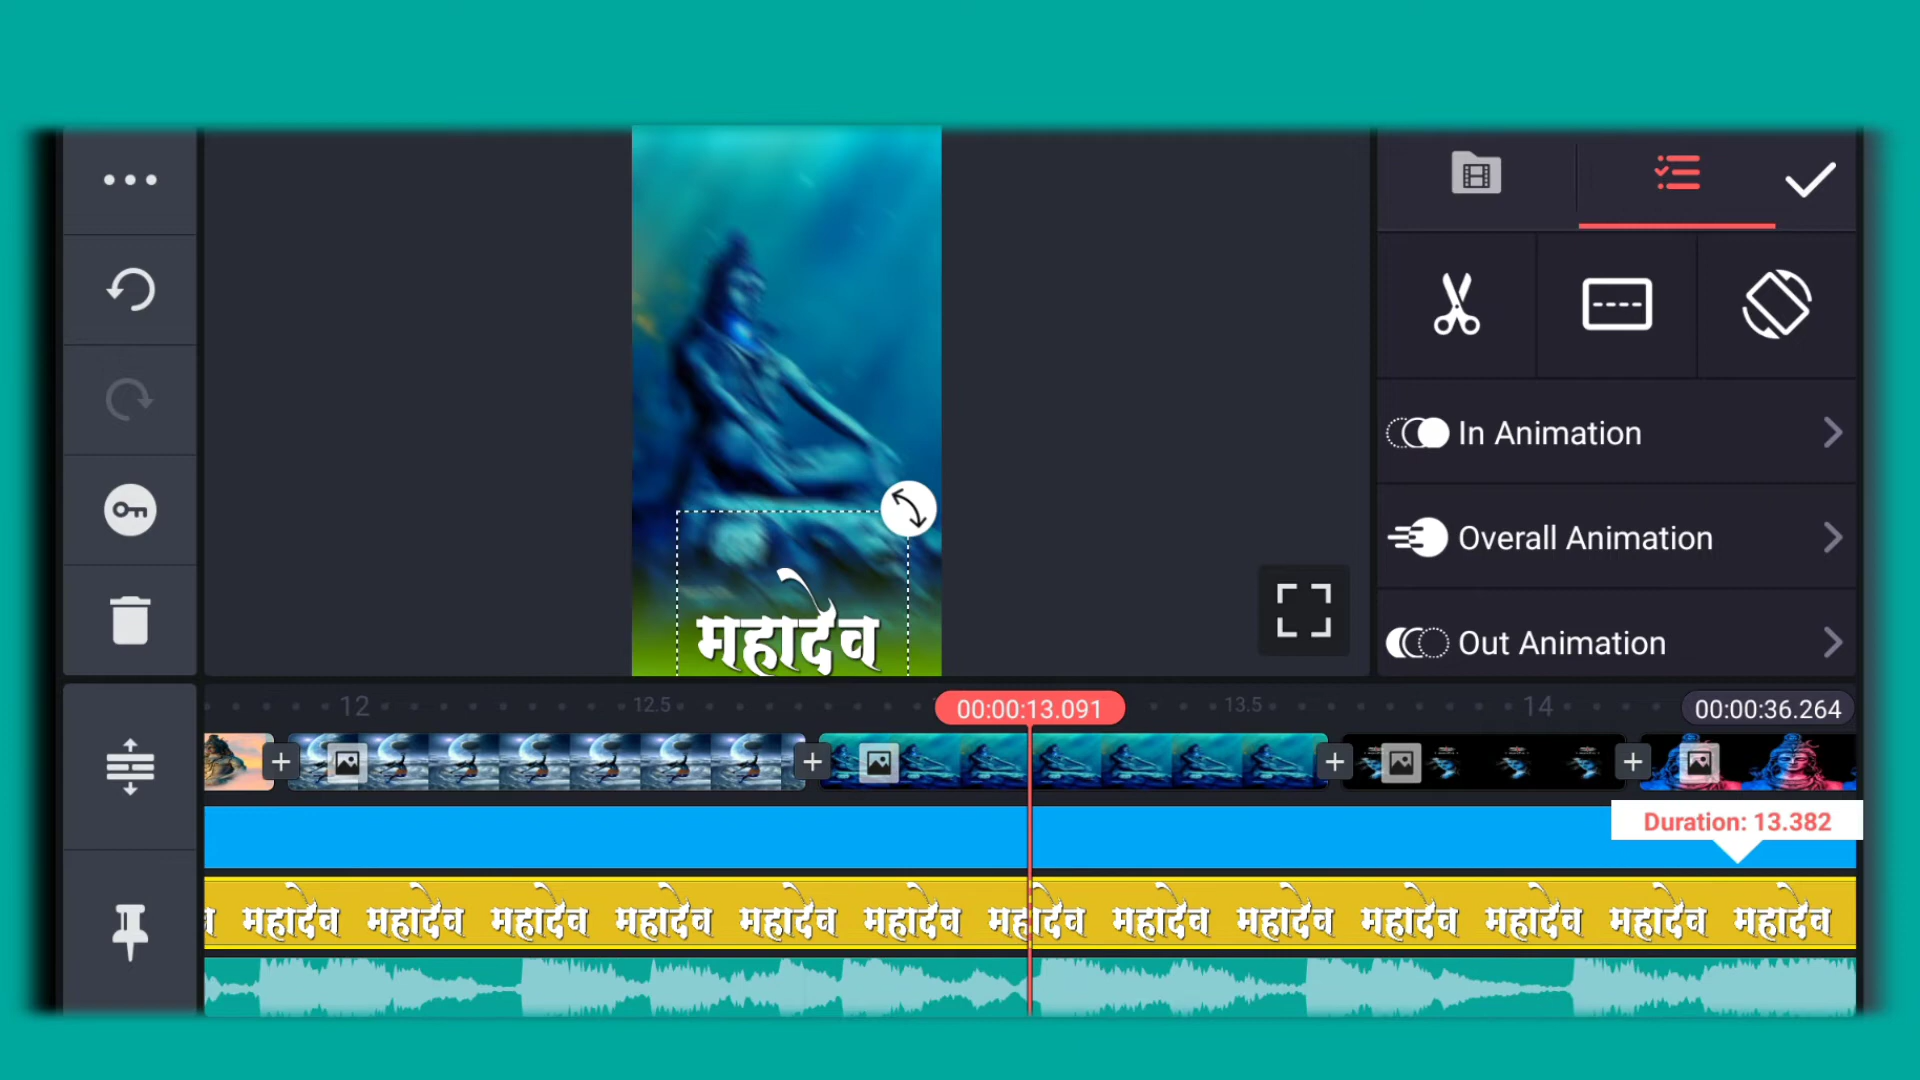 In Animation
Overall Animation
महादेव
Out Animation
12
12.5
00:00:13.091
13.5
14
00:00:36.264
Duration: 13.382
महादेव महादेव महादेव महादेव महादेव महादेव महादेव महादेव महादेव महादेव महादेव महादेव महादेव